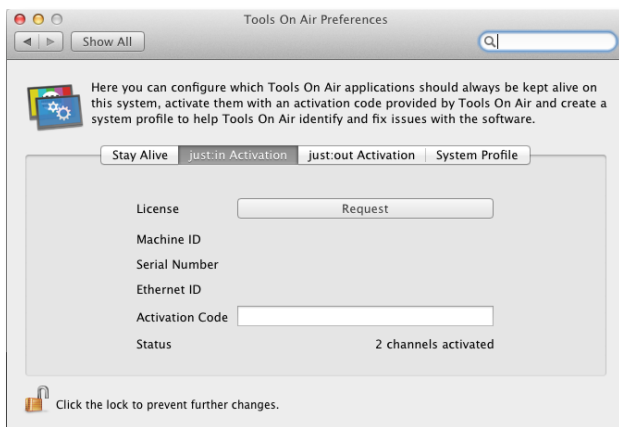 Tools On Air Preferences
Show All
Here you can configure which Tools On Air applications should always be kept alive on
this system, activate them with an activation code provided by Tools On Air and create a
system profile to help Tools On Air identify and fix issues with the software.
Stay Alive just:in Activation just:out Activation System Profile
License Request
Machine ID
Serial Number
Ethernet ID
Activation Code
Status 2 channels activated
Click the lock to prevent further changes.